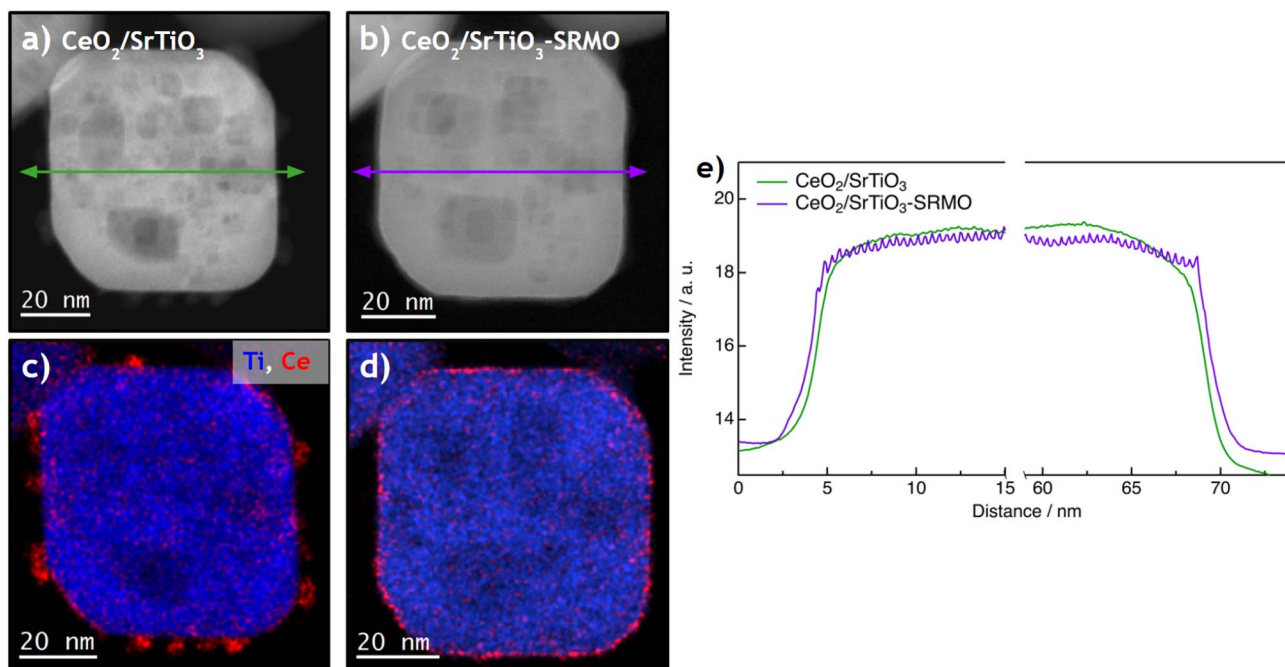 a) CeO₂/SrTiO₃
20 nm
b) CeO₂/SrTiO₃-SRMO
20 nm
c) Ti, Ce
20 nm
d)
20 nm
e)
CeO₂/SrTiO₃
CeO₂/SrTiO₃-SRMO
20
18
16
14
Intensity / a. u.
0 5 10 15 60 65 70
Distance / nm